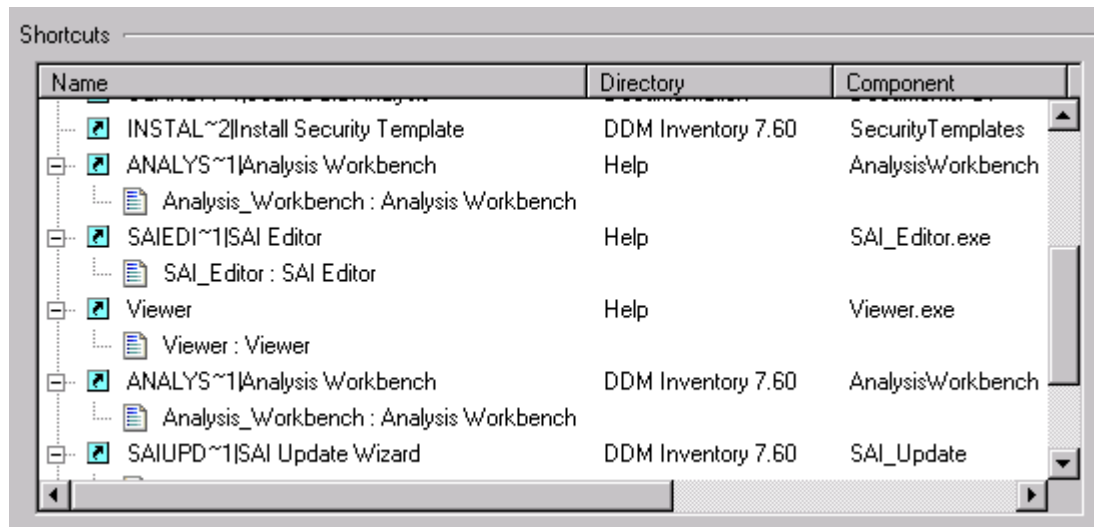 Shortcuts
Name Directory Component
INSTAL~2|Install Security Template DDM Inventory 7.60 SecurityTemplates
ANALYS~1|Analysis Workbench Help AnalysisWorkbench
Analysis_Workbench : Analysis Workbench
SAIEDI~1|SAI Editor Help SAI_Editor.exe
SAI_Editor : SAI Editor
Viewer Help Viewer.exe
Viewer : Viewer
ANALYS~1|Analysis Workbench DDM Inventory 7.60 AnalysisWorkbench
Analysis_Workbench : Analysis Workbench
SAIUPD~1|SAI Update Wizard DDM Inventory 7.60 SAI_Update